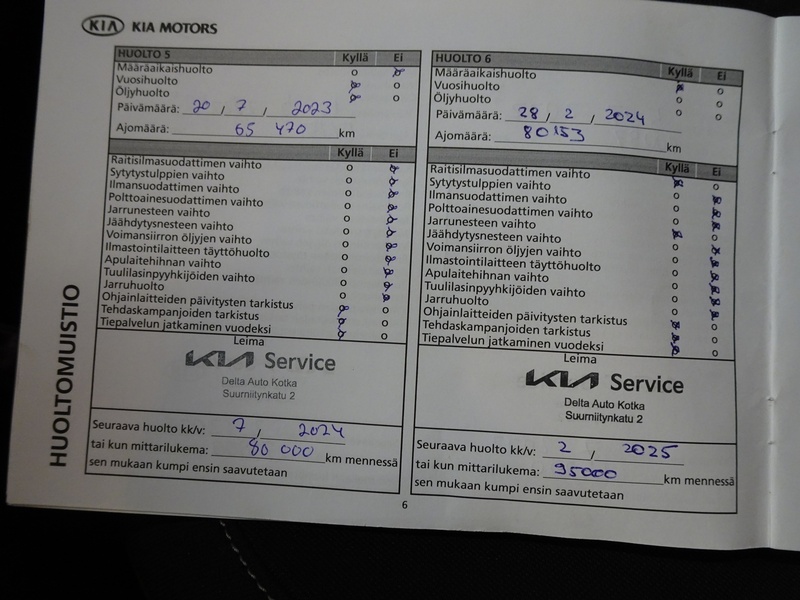 KIA KIA MOTORS
HUOLTOMUISTIO
HUOLTO 5 Kyllä Ei
Määräaikaishuolto
Vuosihuolto
Öljyhuolto
Päivämäärä: 20 / 7 / 2023
Ajomäärä: 65 470 km
Kyllä Ei
Raitisilmasuodattimen vaihto
Sytytystulppien vaihto
Ilmansuodattimen vaihto
Polttoainesuodattimen vaihto
Jarrunesteen vaihto
Jäähdytysnesteen vaihto
Voimansiirron öljyjen vaihto
Ilmastointilaitteen täyttöhuolto
Apulaitehihnan vaihto
Tuulilasinpyyhkijöiden vaihto
Jarruhuolto
Ohjainlaitteiden päivitysten tarkistus
Tehdaskampanjoiden tarkistus
Tiepalvelun jatkaminen vuodeksi
Leima
KIA Service
Delta Auto Kotka
Suurniitynkatu 2
Seuraava huolto kk/v: 7 / 2024
tai kun mittarilukema: 80 000 km mennessä
sen mukaan kumpi ensin saavutetaan
HUOLTO 6 Kyllä Ei
Määräaikaishuolto
Vuosihuolto
Öljyhuolto
Päivämäärä: 28 / 2 / 2024
Ajomäärä: 80153 km
Kyllä Ei
Raitisilmasuodattimen vaihto
Sytytystulppien vaihto
Ilmansuodattimen vaihto
Polttoainesuodattimen vaihto
Jarrunesteen vaihto
Jäähdytysnesteen vaihto
Voimansiirron öljyjen vaihto
Ilmastointilaitteen täyttöhuolto
Apulaitehihnan vaihto
Tuulilasinpyyhkijöiden vaihto
Jarruhuolto
Ohjainlaitteiden päivitysten tarkistus
Tehdaskampanjoiden tarkistus
Tiepalvelun jatkaminen vuodeksi
Leima
KIA Service
Delta Auto Kotka
Suurniitynkatu 2
Seuraava huolto kk/v: 2 / 2025
tai kun mittarilukema: 95000 km mennessä
sen mukaan kumpi ensin saavutetaan
6